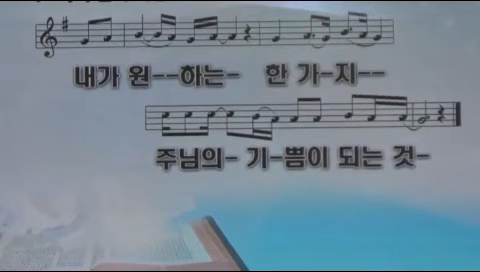 내가 원--하는- 한 가-지--
주님의- 기-쁨이 되는 것-